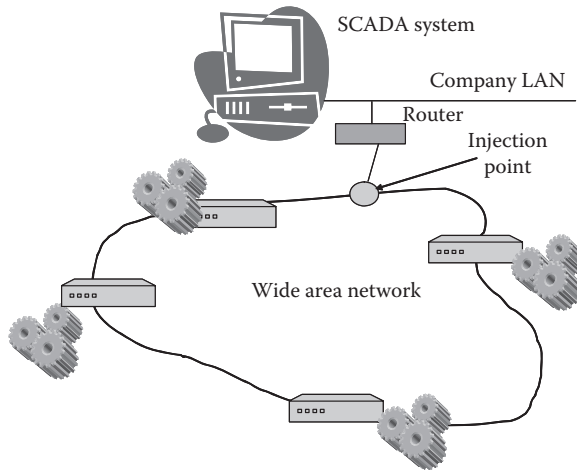 SCADA system
Company LAN
Router
Injection
point
Wide area network